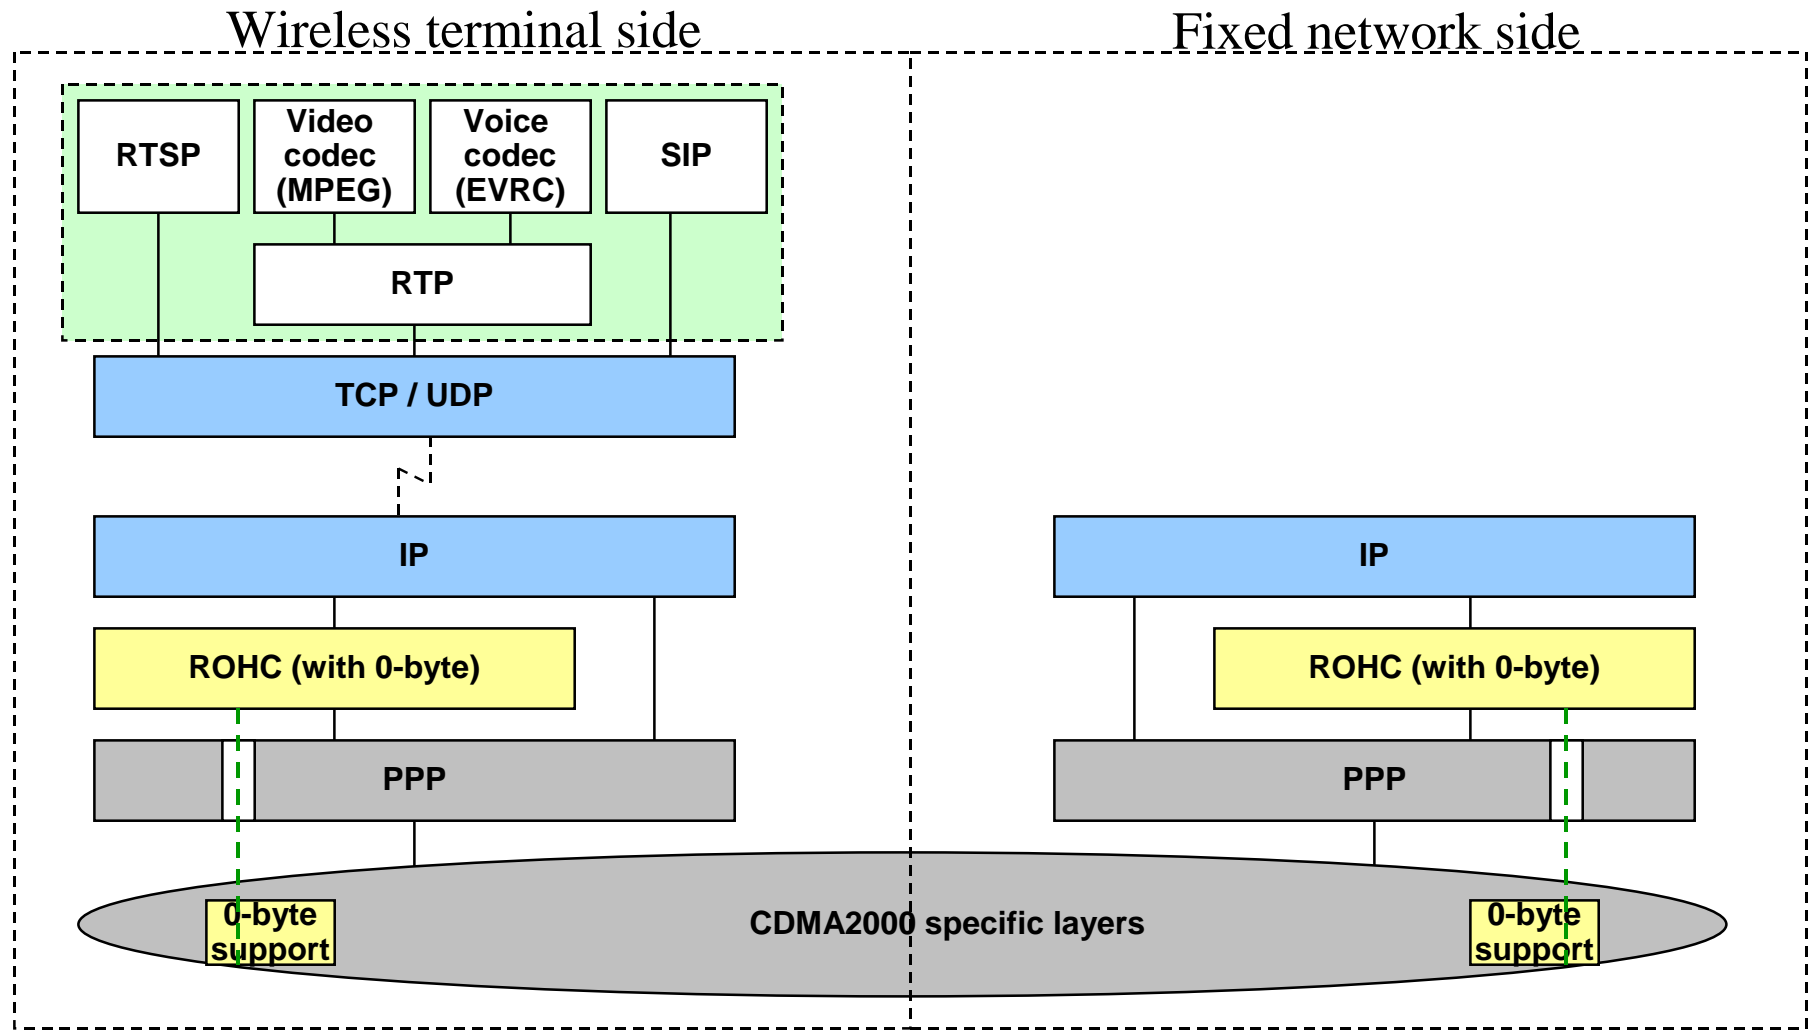 Wireless terminal side
Fixed network side
RTSP
Video
codec
(MPEG)
Voice
codec
(EVRC)
SIP
RTP
TCP / UDP
IP
IP
ROHC (with 0-byte)
ROHC (with 0-byte)
PPP
PPP
0-byte
support
CDMA2000 specific layers
0-byte
support